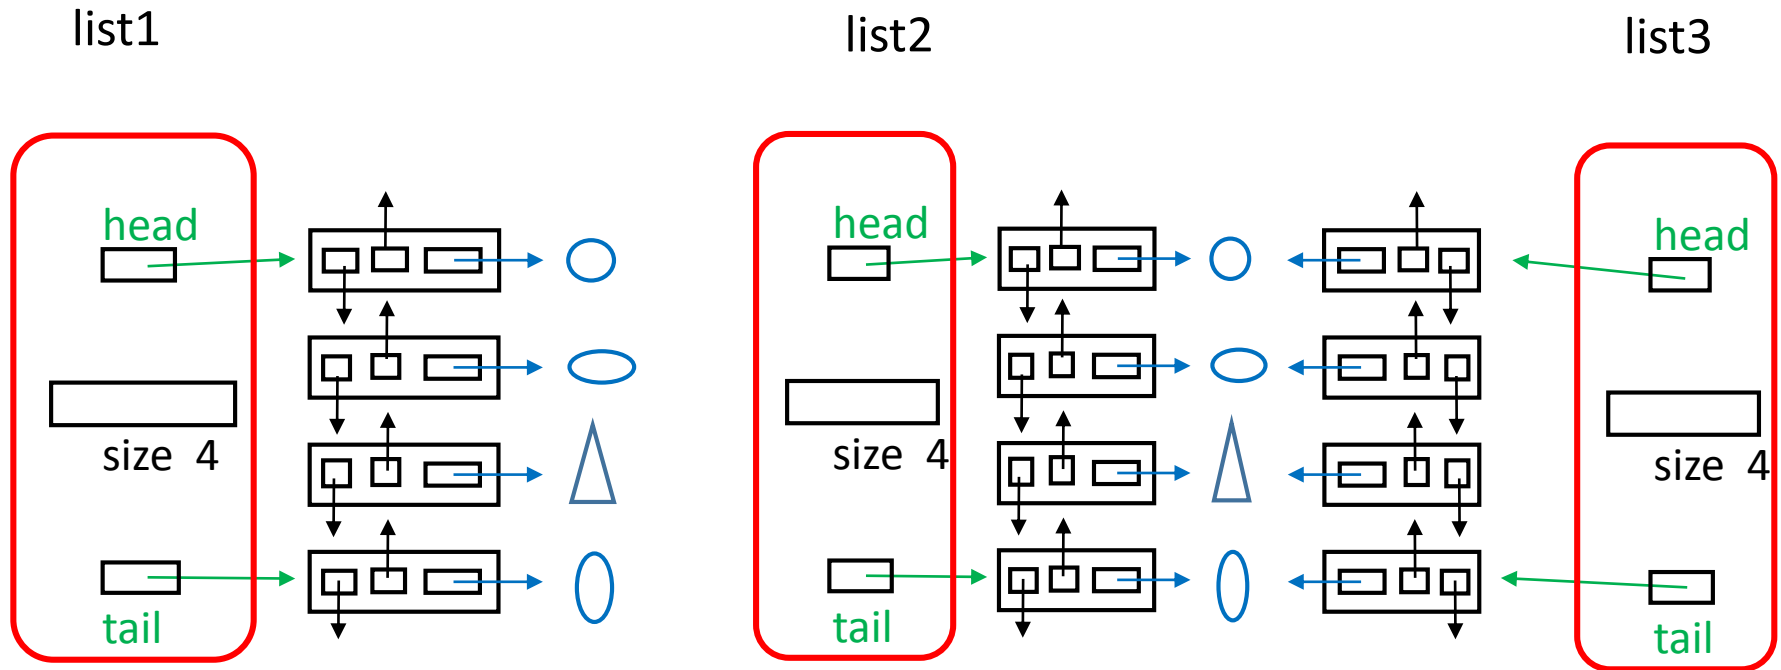 list1
list2
list3
head
head
head
size 4
size 4
size 4
tail
tail
tail